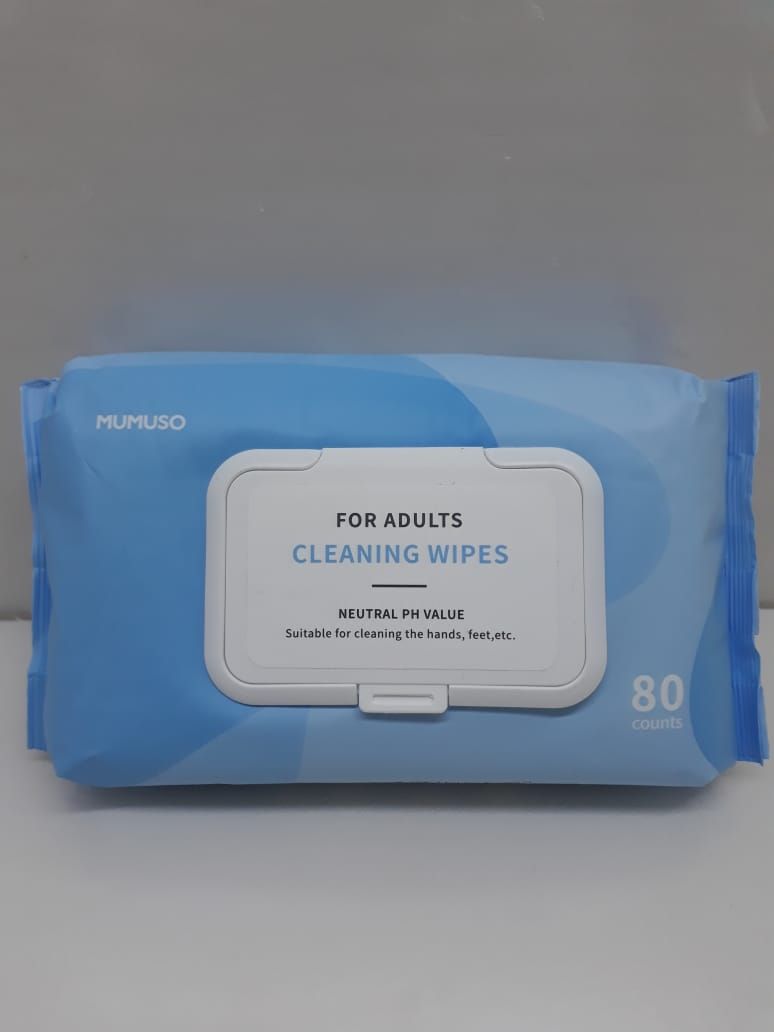 MUMUSO
FOR ADULTS
CLEANING WIPES
NEUTRAL PH VALUE
Suitable for cleaning the hands, feet,etc.
80
counts